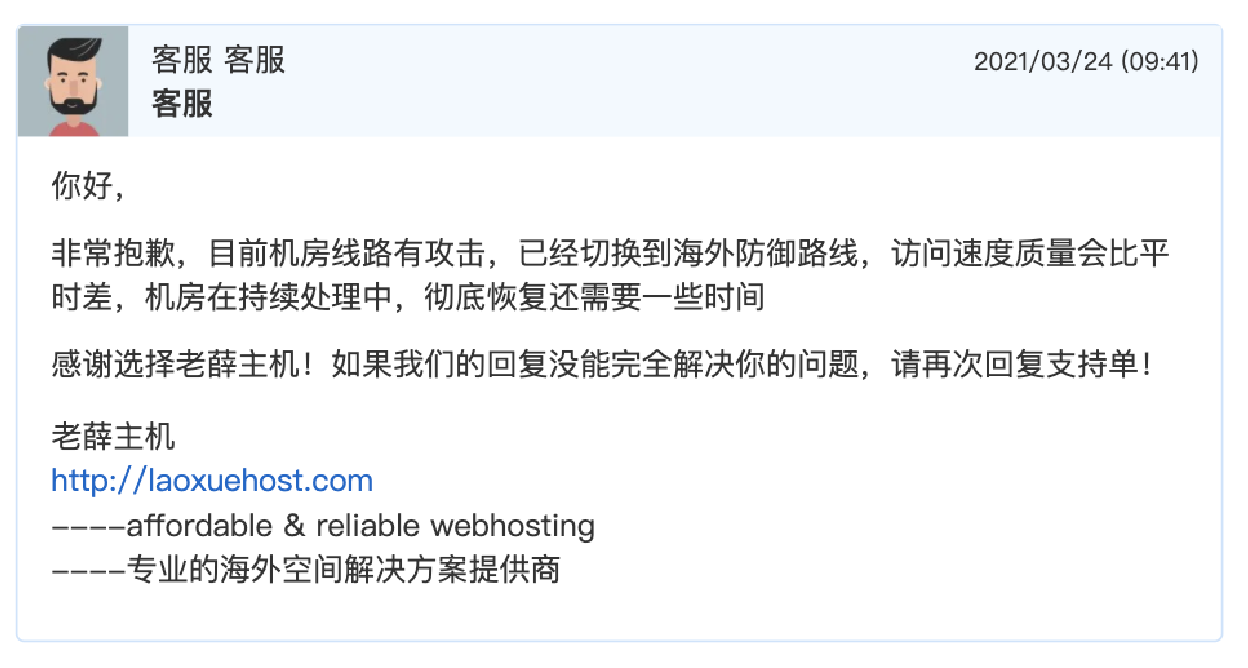 客服 客服
2021/03/24 (09:41)
客服
你好，
非常抱歉，目前机房线路有攻击，已经切换到海外防御路线，访问速度质量会比平
时差，机房在持续处理中，彻底恢复还需要一些时间
感谢选择老薛主机！如果我们的回复没能完全解决你的问题，请再次回复支持单！
老薛主机
http://laoxuehost.com
----affordable & reliable webhosting
----专业的海外空间解决方案提供商